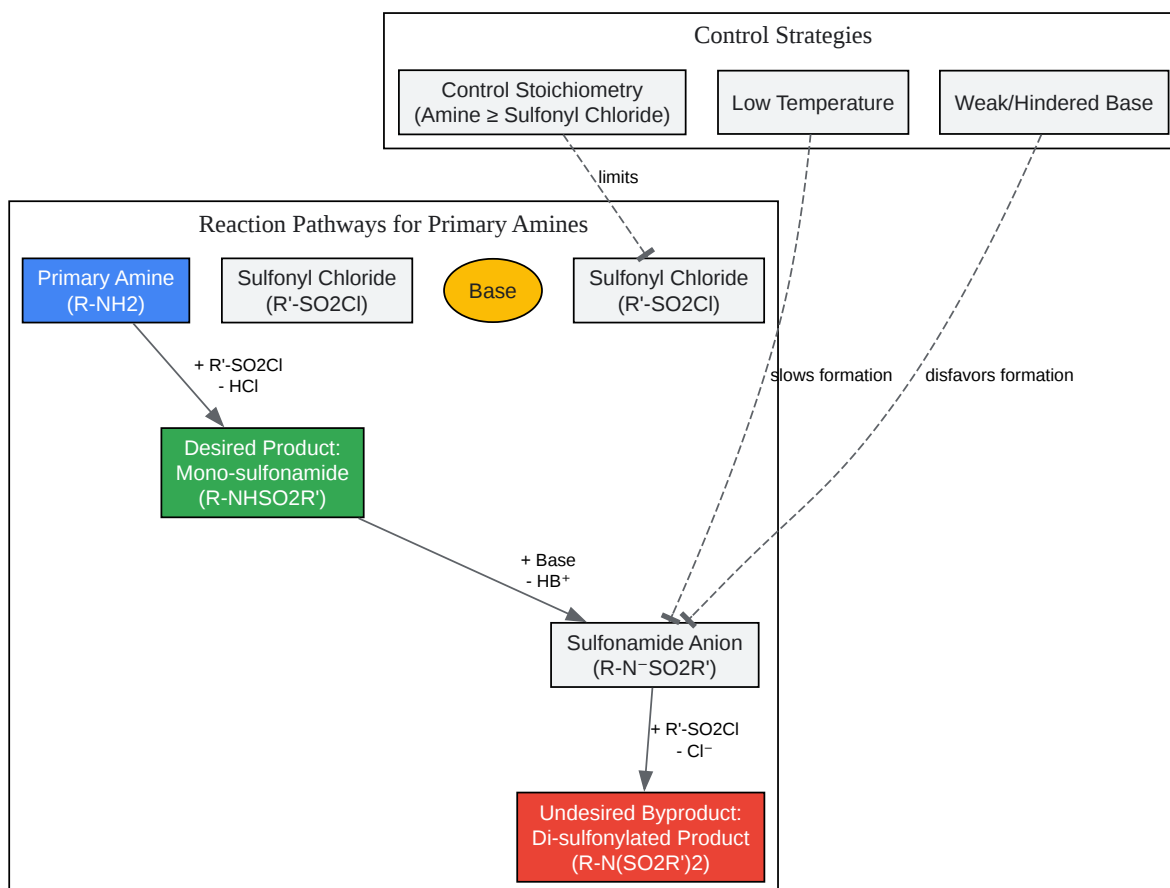 Control Strategies
Control Stoichiometry
(Amine ≥ Sulfonyl Chloride)
Low Temperature
Weak/Hindered Base
limits
Reaction Pathways for Primary Amines
Primary Amine
(R-NH2)
Sulfonyl Chloride
(R'-SO2Cl)
Base
Sulfonyl Chloride
(R'-SO2Cl)
+ R'-SO2Cl
- HCl
slows formation
disfavors formation
Desired Product:
Mono-sulfonamide
(R-NHSO2R')
+ Base
- HB⁺
Sulfonamide Anion
(R-N⁻SO2R')
+ R'-SO2Cl
- Cl⁻
Undesired Byproduct:
Di-sulfonylated Product
(R-N(SO2R')2)